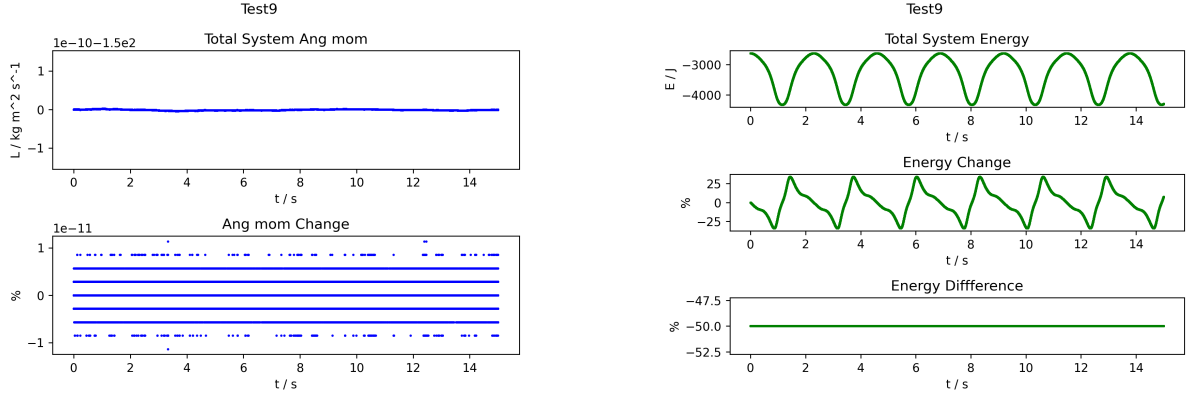 Test9
1e−10−1.5e2
Total System Ang mom
L / kg m^2 s^-1
1
0
−1
0 2 4 6 8 10 12 14
t / s
1e−11
Ang mom Change
%
1
0
−1
0 2 4 6 8 10 12 14
t / s
Test9
Total System Energy
E / J
−3000
−4000
0 2 4 6 8 10 12 14
t / s
Energy Change
%
25
0
−25
0 2 4 6 8 10 12 14
t / s
Energy Diffference
%
−47.5
−50.0
−52.5
0 2 4 6 8 10 12 14
t / s